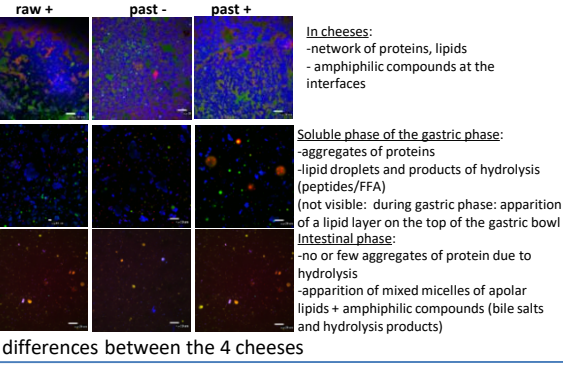 raw + past - past +
In cheeses:
-network of proteins, lipids
- amphiphilic compounds at the
interfaces
Soluble phase of the gastric phase:
-aggregates of proteins
-lipid droplets and products of hydrolysis
(peptides/FFA)
(not visible: during gastric phase: apparition
of a lipid layer on the top of the gastric bowl
Intestinal phase:
-no or few aggregates of protein due to
hydrolysis
-apparition of mixed micelles of apolar
lipids + amphiphilic compounds (bile salts
and hydrolysis products)
differences between the 4 cheeses